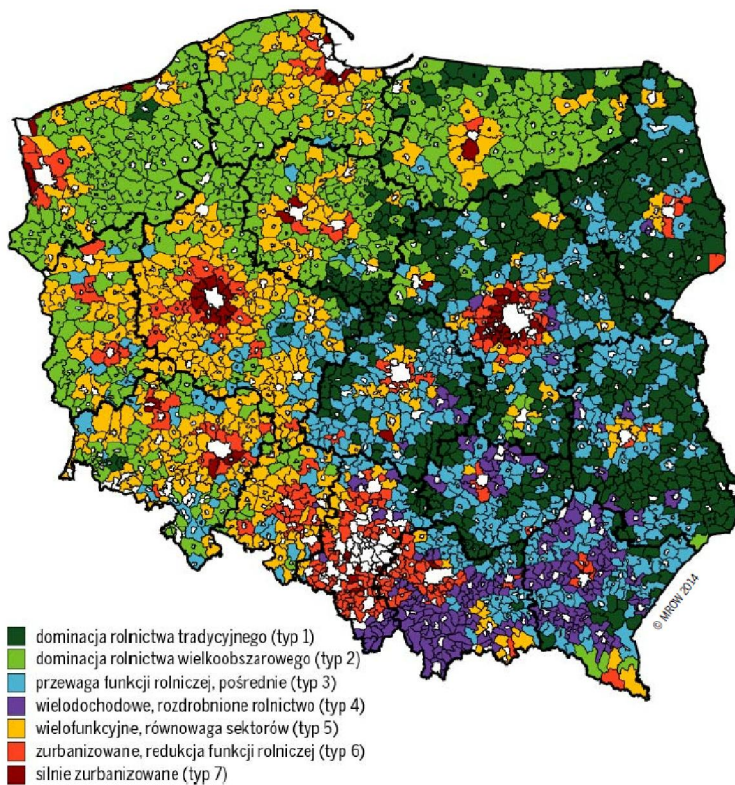 dominacja rolnictwa tradycyjnego (typ 1)
dominacja rolnictwa wielkoobszarowego (typ 2)
przewaga funkcji rolniczej, pośrednie (typ 3)
wielodochodowe, rozdrobnione rolnictwo (typ 4)
wielofunkcyjne, równowaga sektorów (typ 5)
zurbanizowane, redukcja funkcji rolniczej (typ 6)
silnie zurbanizowane (typ 7)
© MROW 2014